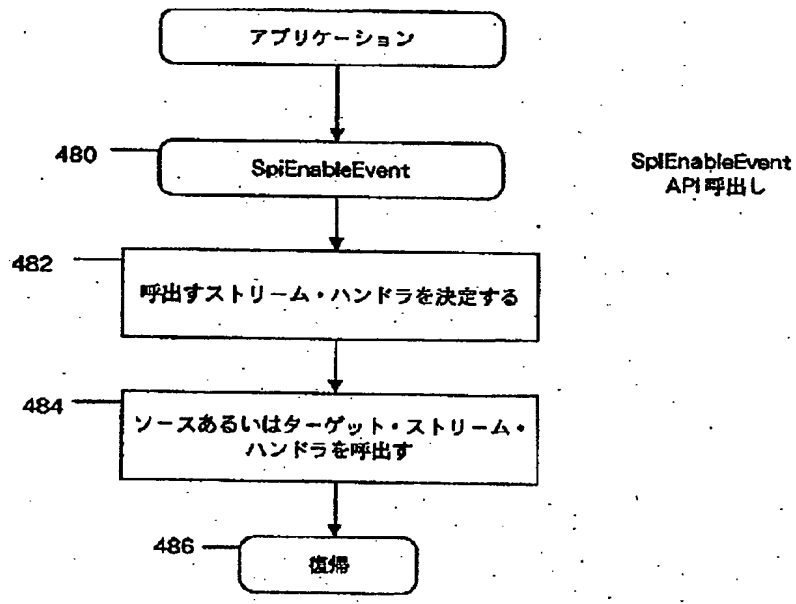 アプリケーション
480
SpiEnableEvent
SpiEnableEvent
API 呼出し
482
呼出すストリーム・ハンドラを決定する
484
ソースあるいはターゲット・ストリーム・
ハンドラを呼出す
486
復帰